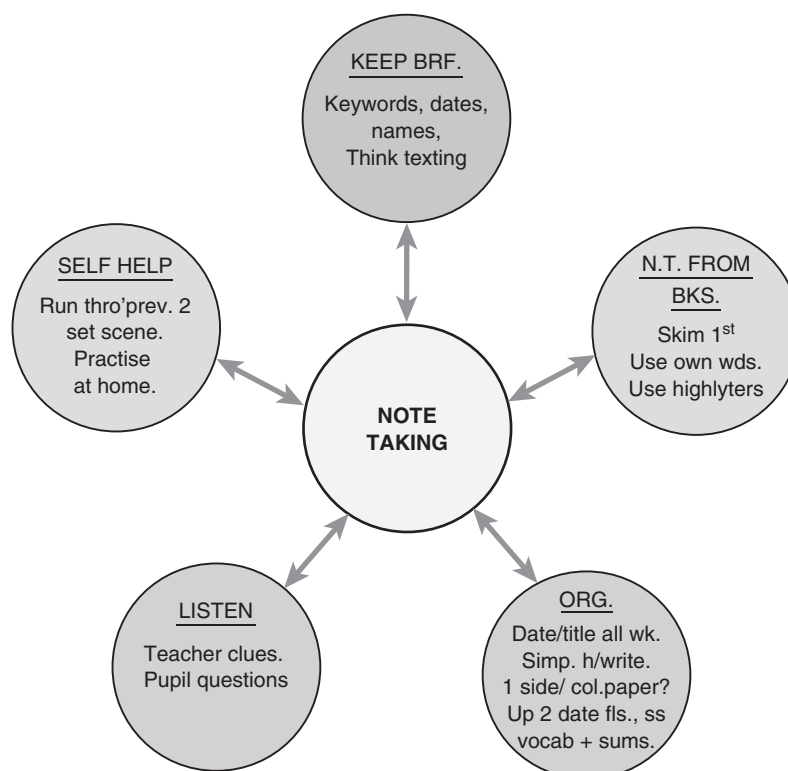 KEEP BRF.
Keywords, dates,
names,
Think texting
SELF HELP
Run thro'prev. 2
set scene.
Practise
at home.
N.T. FROM
BKS.
Skim 1st
Use own wds.
Use highlyters
NOTE
TAKING
LISTEN
Teacher clues.
Pupil questions
ORG.
Date/title all wk.
Simp. h/write.
1 side/ col.paper?
Up 2 date fls., ss
vocab + sums.